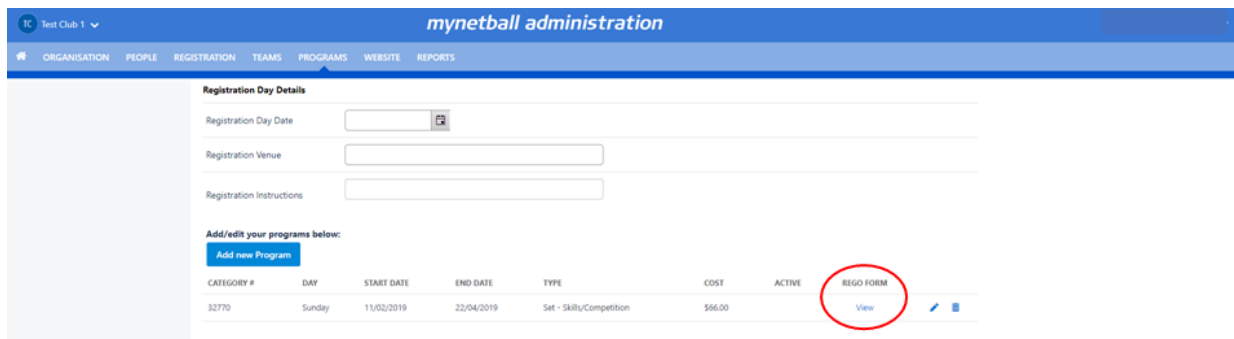 TC Test Club 1
mynetball administration
ORGANISATION PEOPLE REGISTRATION TEAMS PROGRAMS WEBSITE REPORTS
Registration Day Details
Registration Day Date
Registration Venue
Registration Instructions
Add/edit your programs below:
Add new Program
CATEGORY # DAY START DATE END DATE TYPE COST ACTIVE REGO FORM
32770 Sunday 11/02/2019 22/04/2019 Set - Skills/Competition $66.00 View